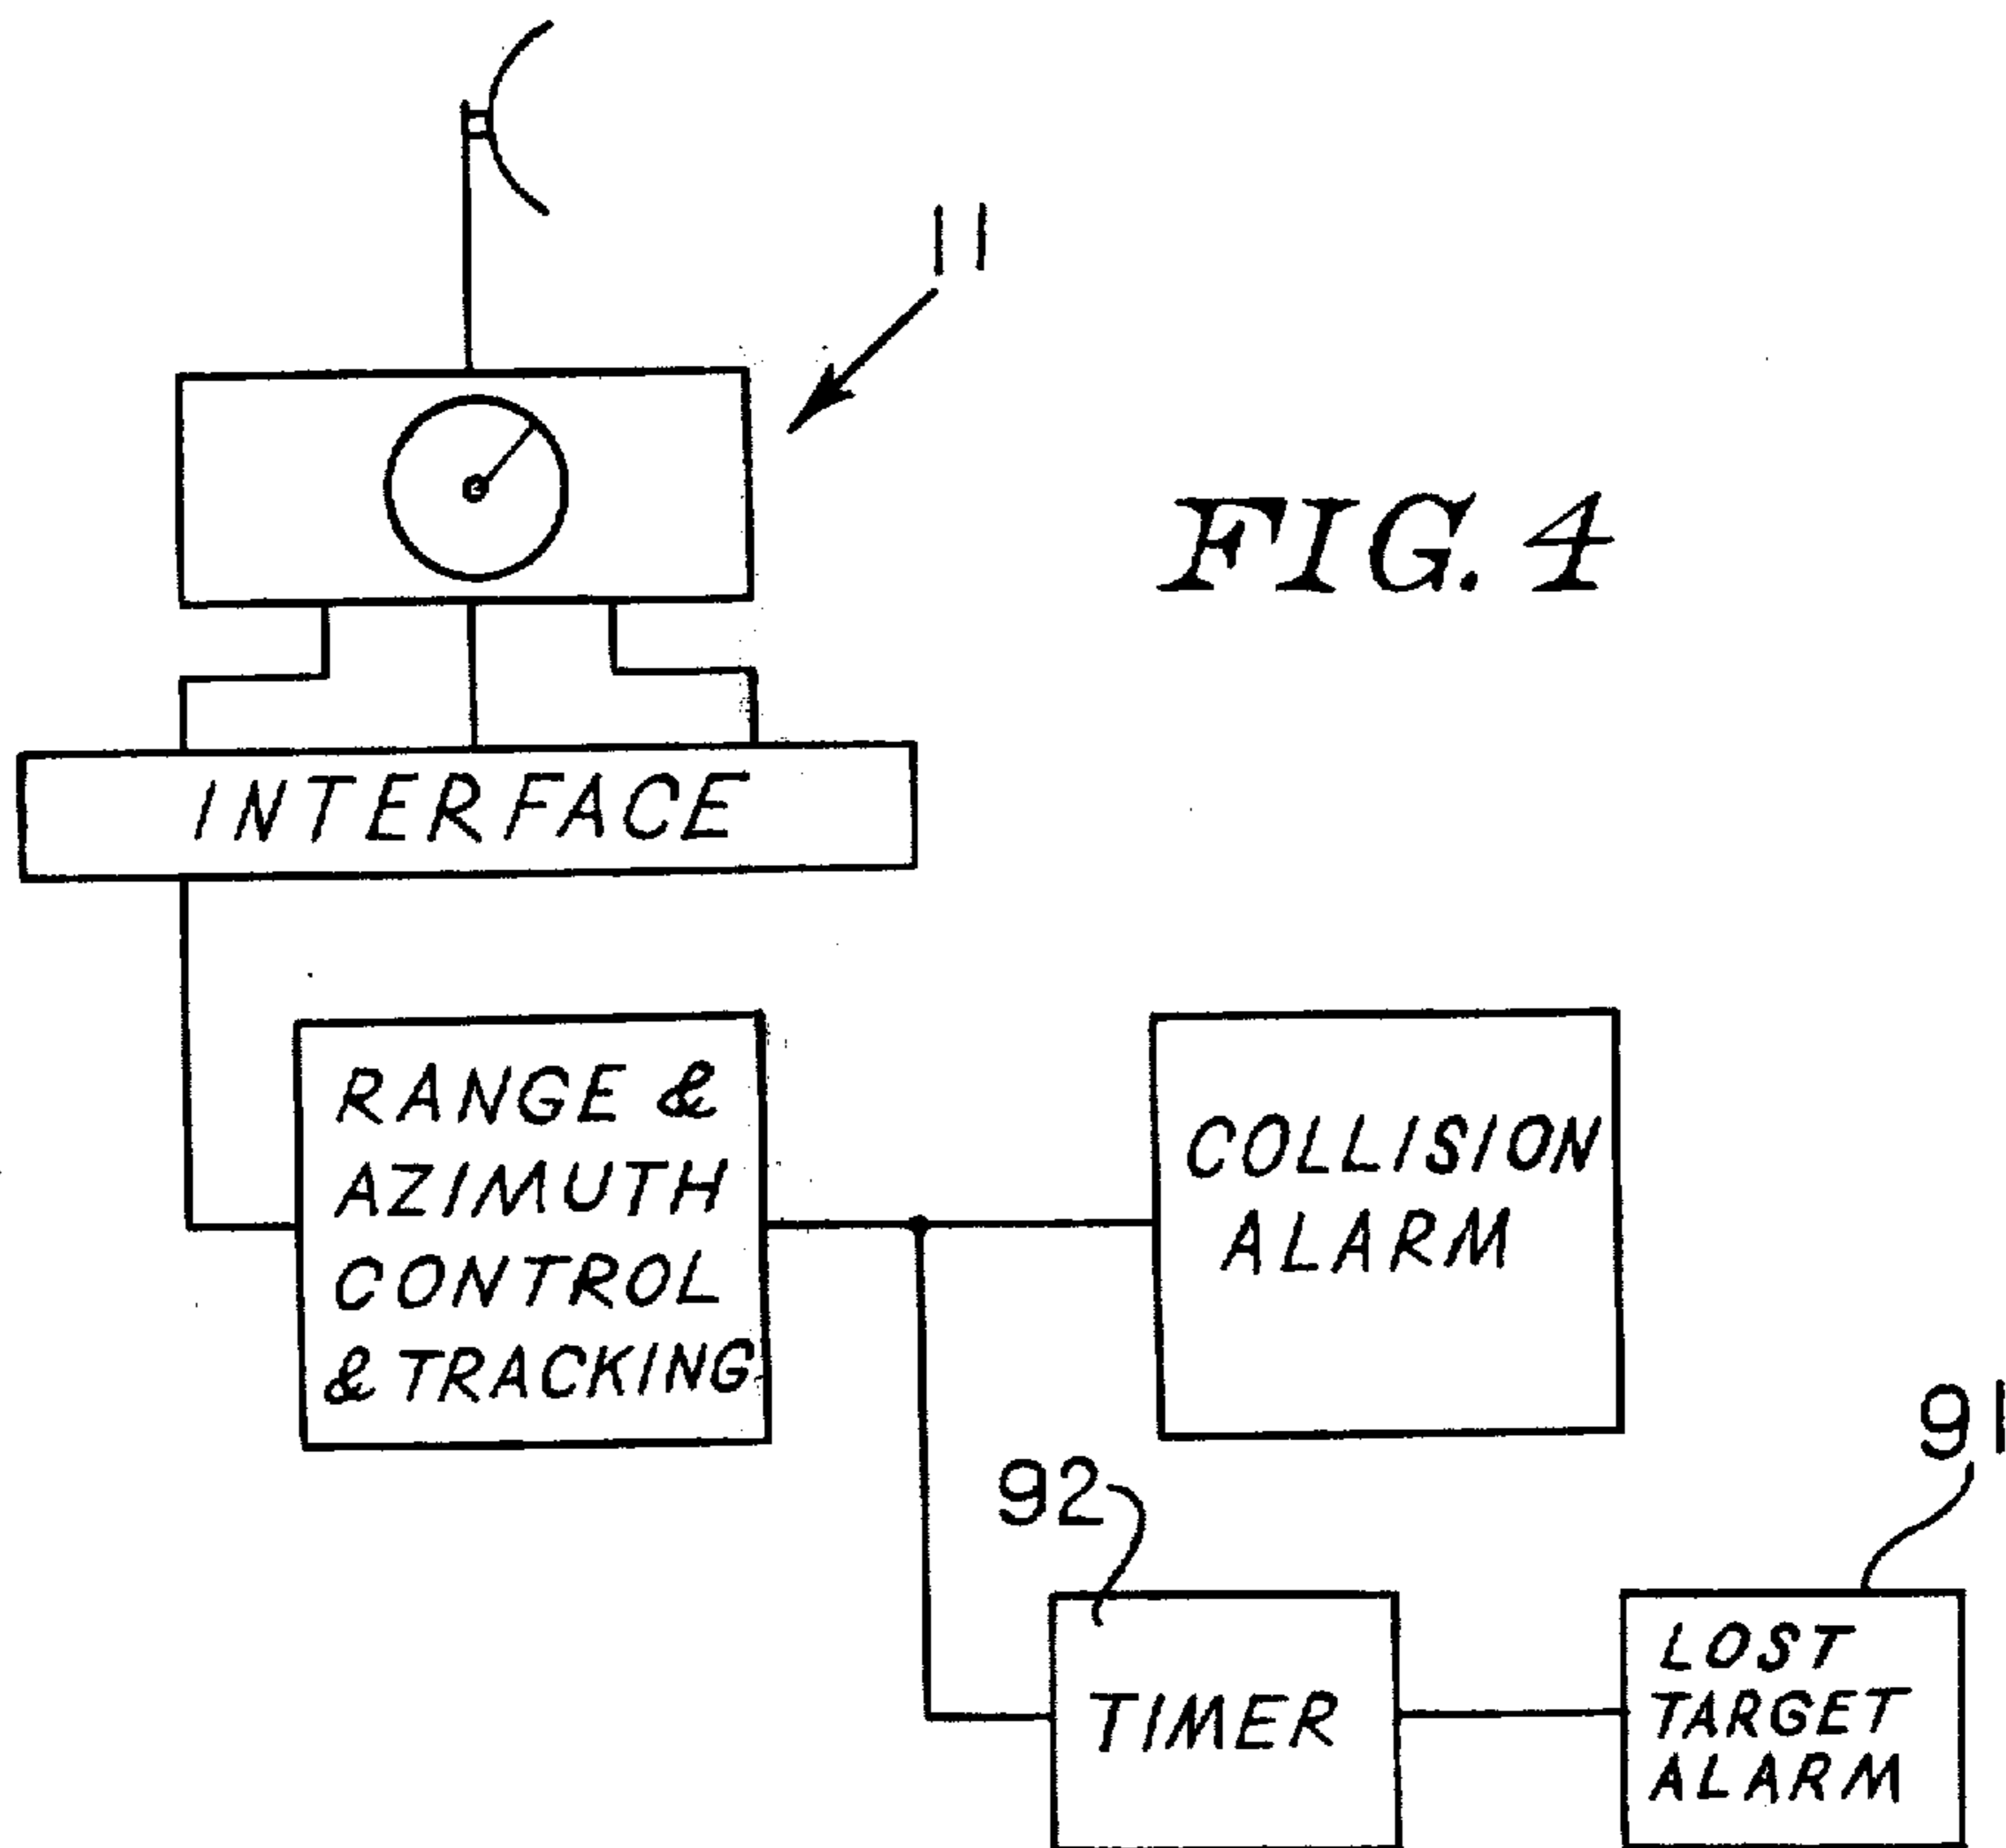 11
FIG. 4
INTERFACE
RANGE &
AZIMUTH
CONTROL
& TRACKING
COLLISION
ALARM
91
92
TIMER
LOST
TARGET
ALARM